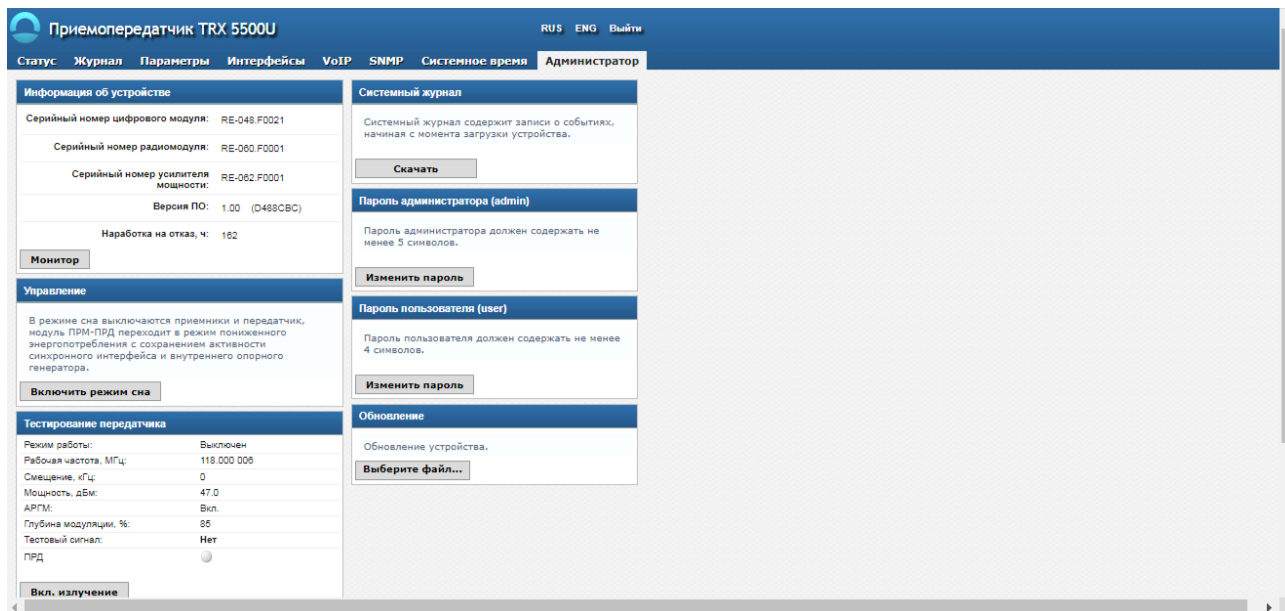 Приемопередатчик TRX 5500U
RUS ENG Выйти
Статус Журнал Параметры Интерфейсы VoIP SNMP Системное время Администратор
Информация об устройстве
Серийный номер цифрового модуля: RE-048.F0021
Серийный номер радиомодуля: RE-060.F0001
Серийный номер усилителя
мощности: RE-062.F0001
Версия ПО: 1.00 (D488CBC)
Наработка на отказ, ч: 162
Монитор
Управление
В режиме сна выключаются приемники и передатчик,
модуль ПРМ-ПРД переходит в режим пониженного
энергопотребления с сохранением активности
синхронного интерфейса и внутреннего опорного
генератора.
Включить режим сна
Тестирование передатчика
Режим работы: Выключен
Рабочая частота, МГц: 118.000 006
Смещение, кГц: 0
Мощность, дБм: 47.0
АРГМ: Вкл.
Глубина модуляции, %: 85
Тестовый сигнал: Нет
ПРД
Вкл. излучение
Системный журнал
Системный журнал содержит записи о событиях,
начиная с момента загрузки устройства.
Скачать
Пароль администратора (admin)
Пароль администратора должен содержать не
менее 5 символов.
Изменить пароль
Пароль пользователя (user)
Пароль пользователя должен содержать не менее
4 символов.
Изменить пароль
Обновление
Обновление устройства.
Выберите файл...